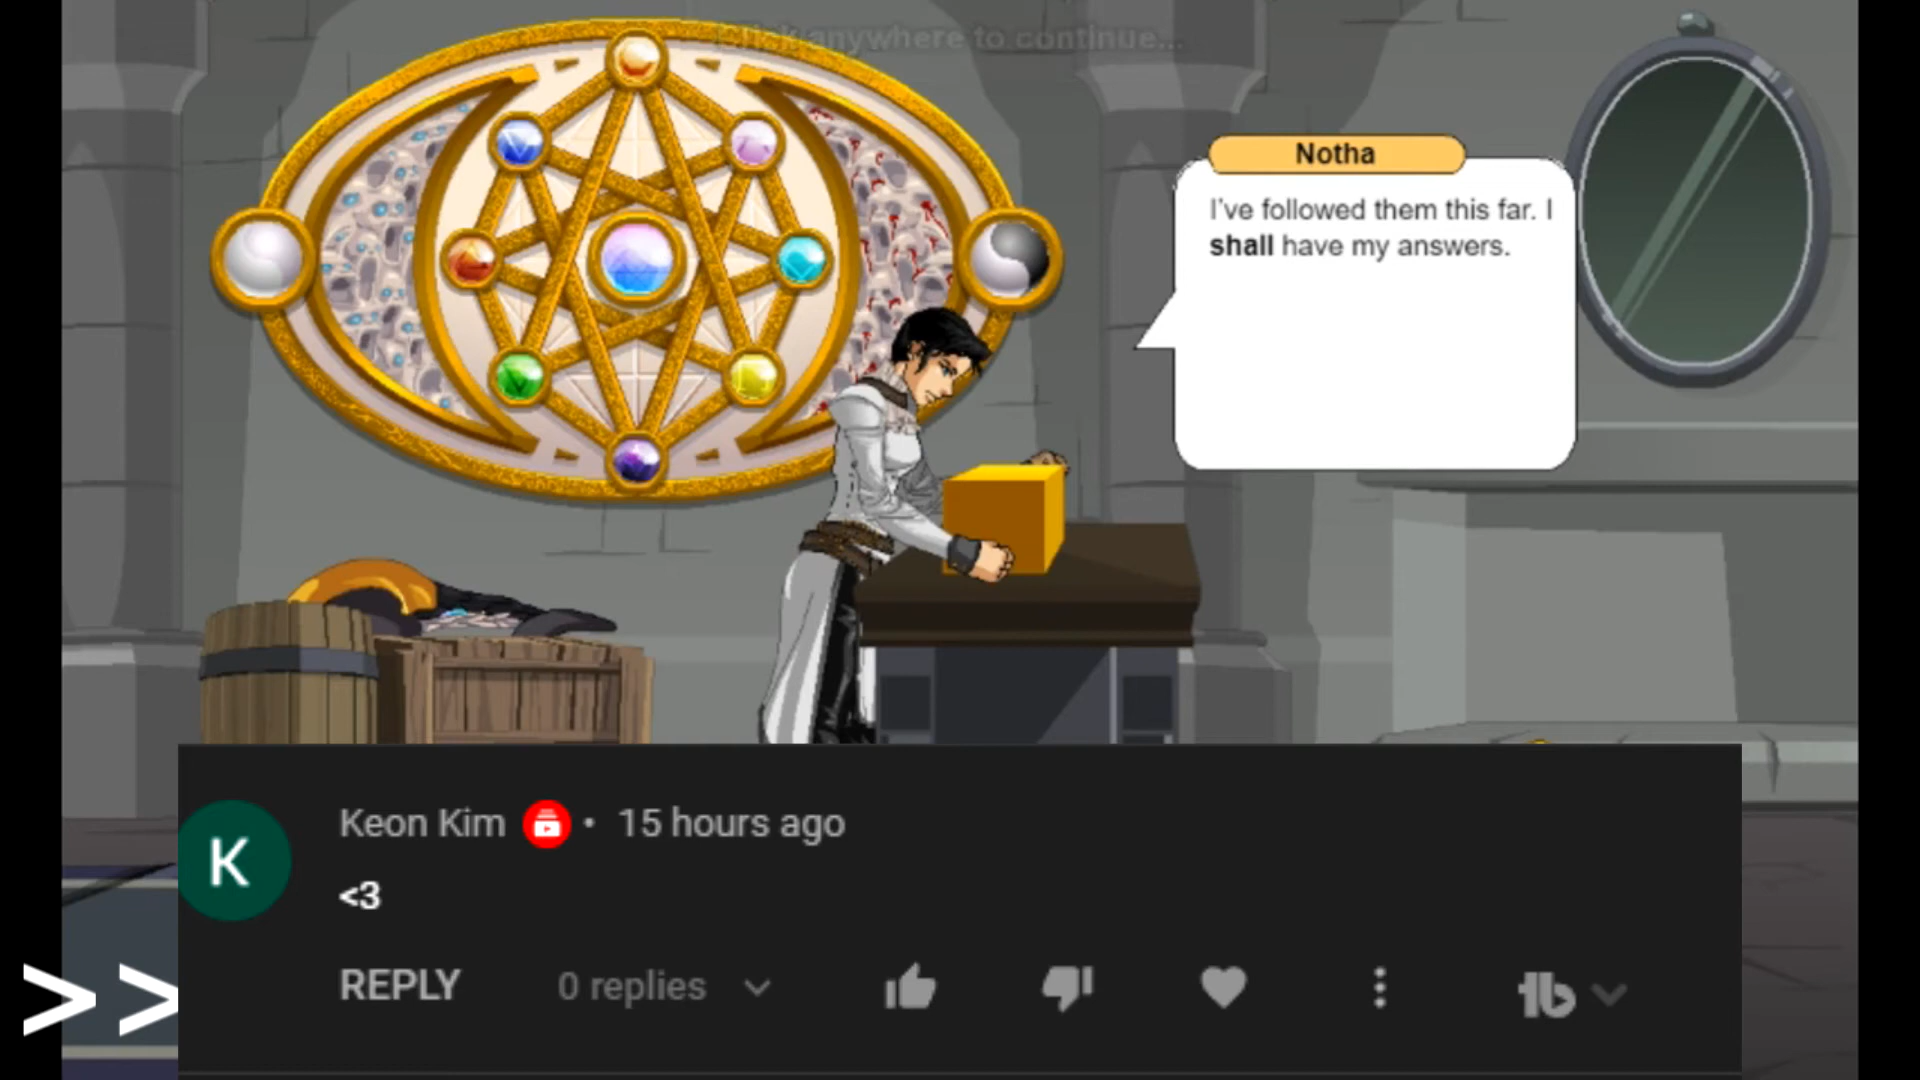 Click anywhere to continue...
Notha
I've followed them this far. I
shall have my answers.
K
Keon Kim • 15 hours ago
<3
REPLY 0 replies
>>